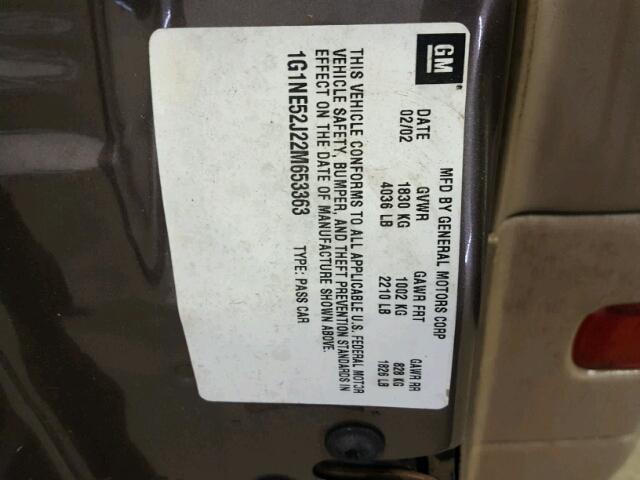 GM
MFD BY GENERAL MOTORS CORP
DATE GVWR GAWR FRT GAWR RR
02/02 1830 KG 1002 KG 828 KG
4036 LB 2210 LB 1826 LB
THIS VEHICLE CONFORMS TO ALL APPLICABLE U.S. FEDERAL MOTOR
VEHICLE SAFETY, BUMPER, AND THEFT PREVENTION STANDARDS IN
EFFECT ON THE DATE OF MANUFACTURE SHOWN ABOVE.
1G1NE52J22M653363 TYPE: PASS CAR